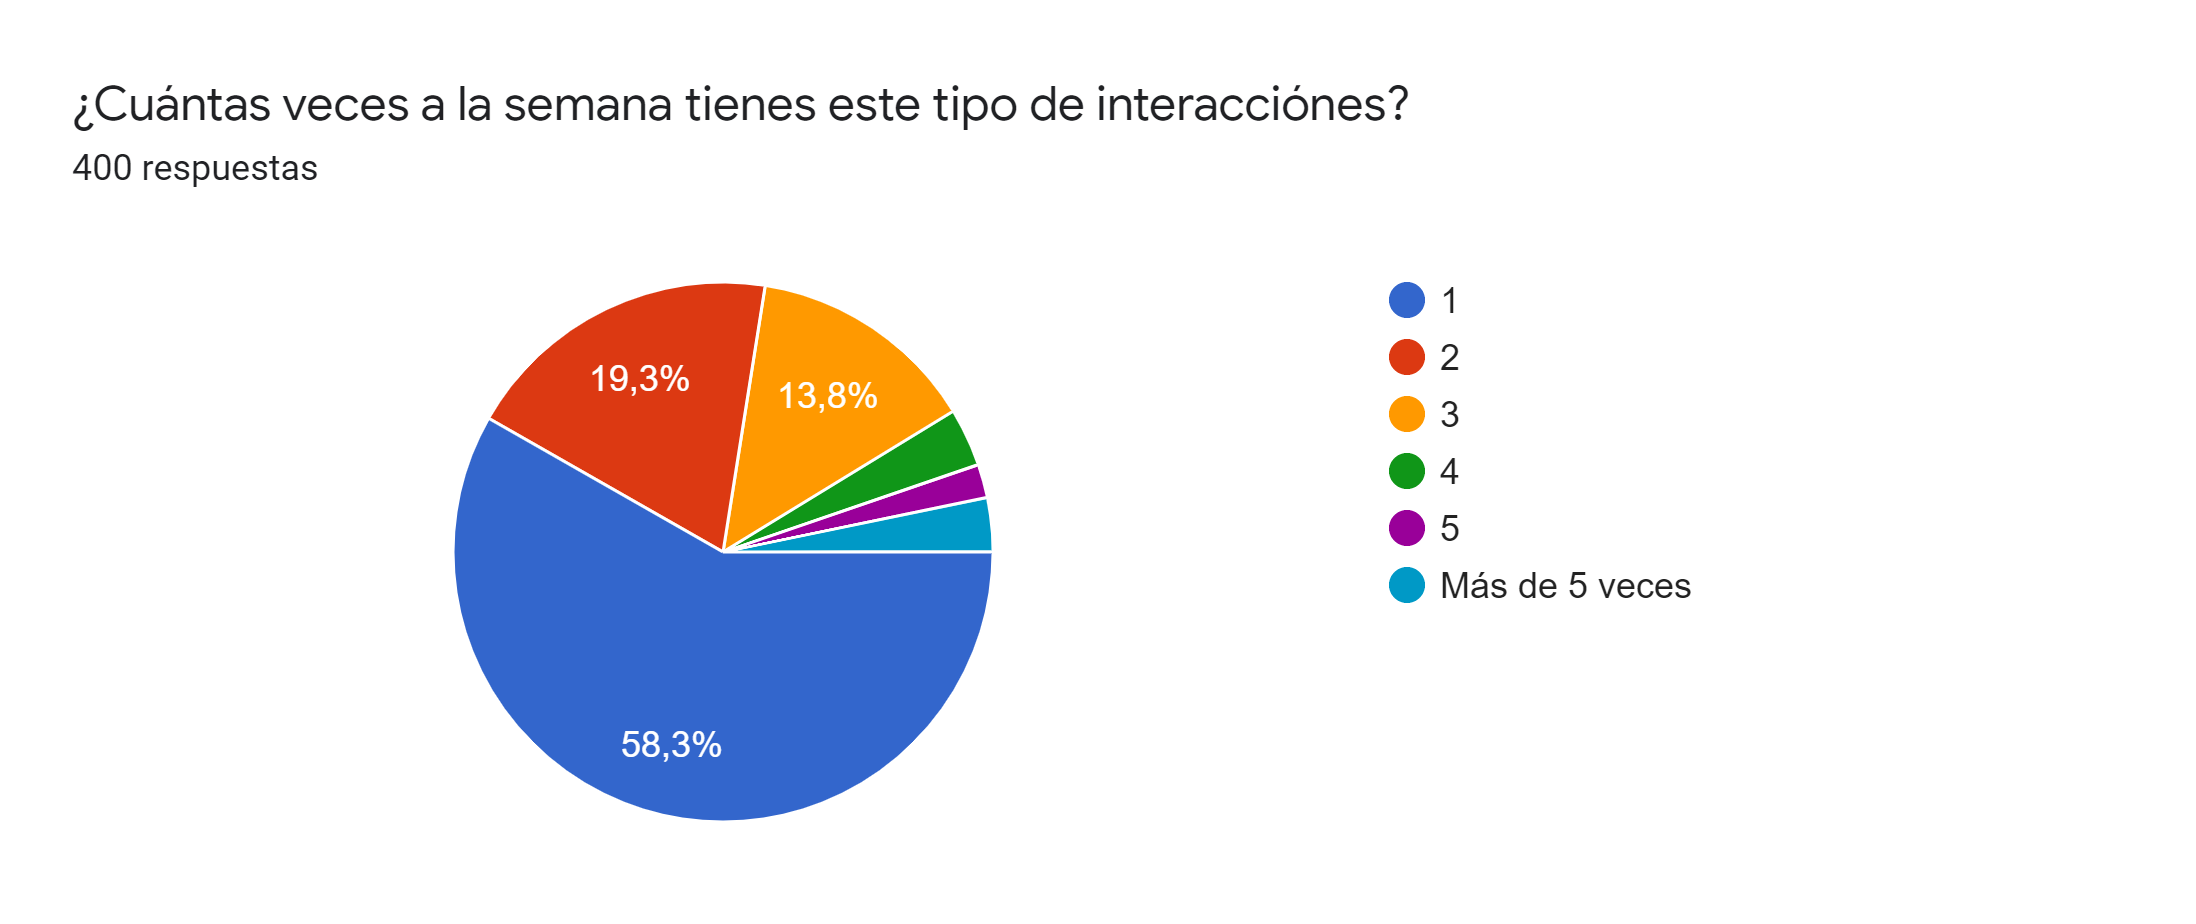 ¿Cuántas veces a la semana tienes este tipo de interacciónes?
400 respuestas
19,3%
13,8%
58,3%
1
2
3
4
5
Más de 5 veces